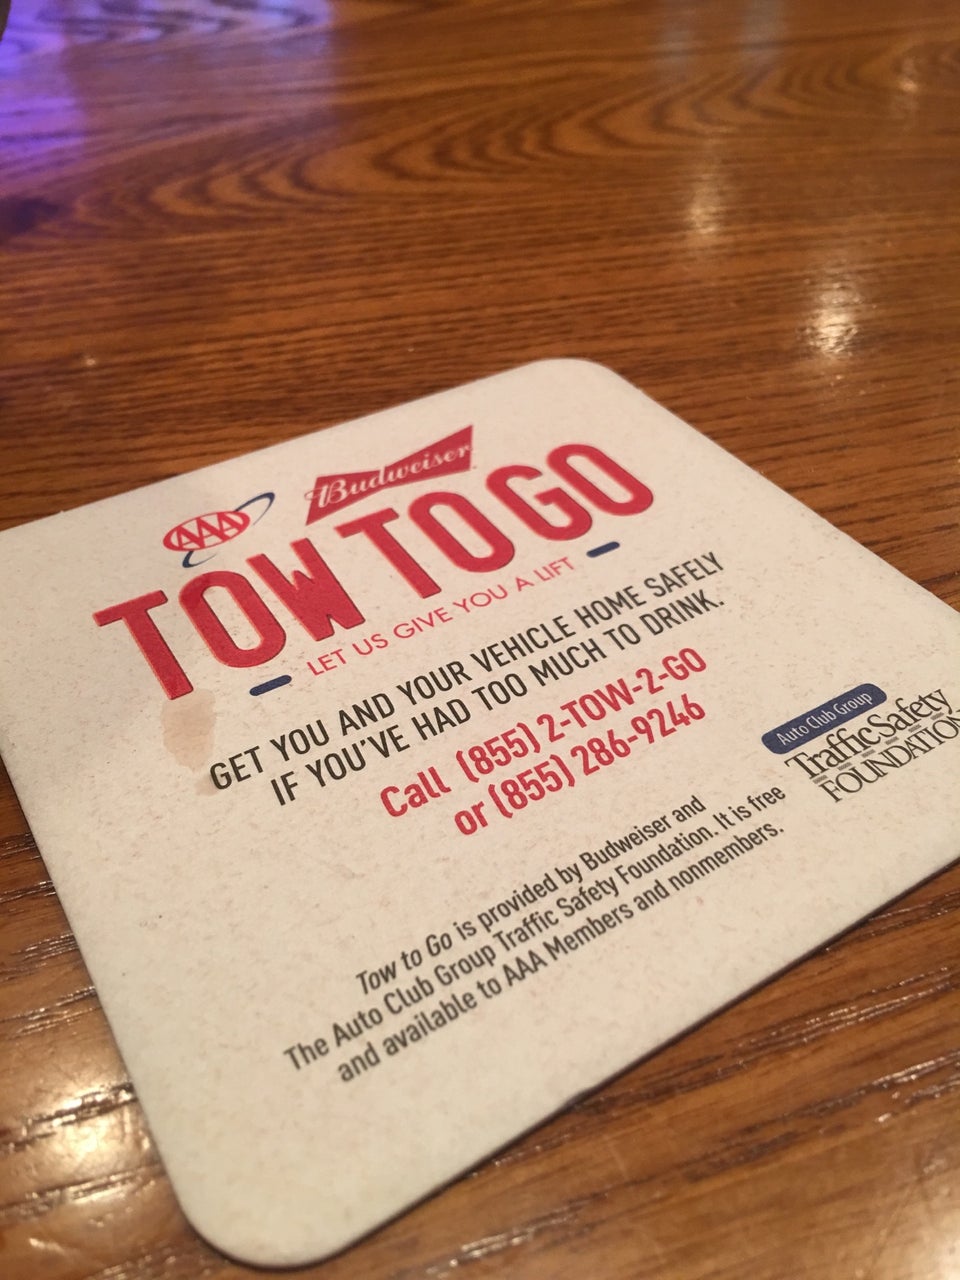 Budweiser
AAA
TOW TO GO
LET US GIVE YOU A LIFT
GET YOU AND YOUR VEHICLE HOME SAFELY
IF YOU'VE HAD TOO MUCH TO DRINK.
Call (855) 2-TOW-2-GO
or (855) 286-9246
Auto Club Group
Traffic Safety
FOUNDATION
Tow to Go is provided by Budweiser and
The Auto Club Group Traffic Safety Foundation. It is free
and available to AAA Members and nonmembers.